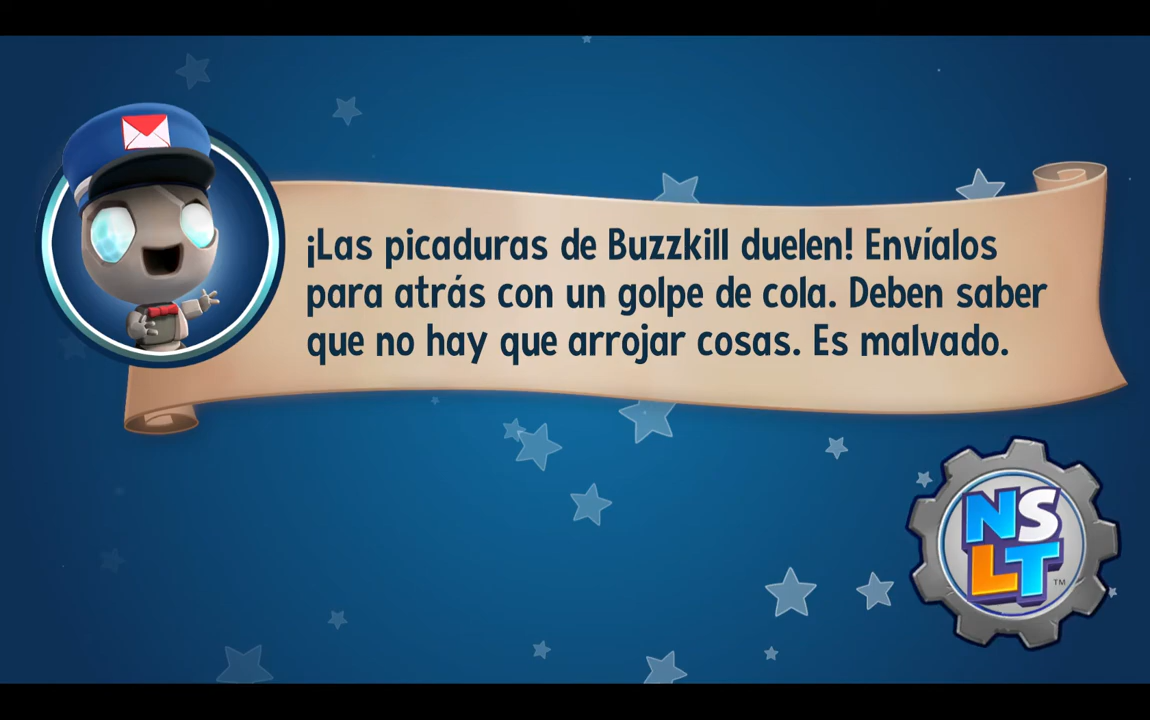 ¡Las picaduras de Buzzkill duelen! Envíalos
para atrás con un golpe de cola. Deben saber
que no hay que arrojar cosas. Es malvado.
NS
LT
TM